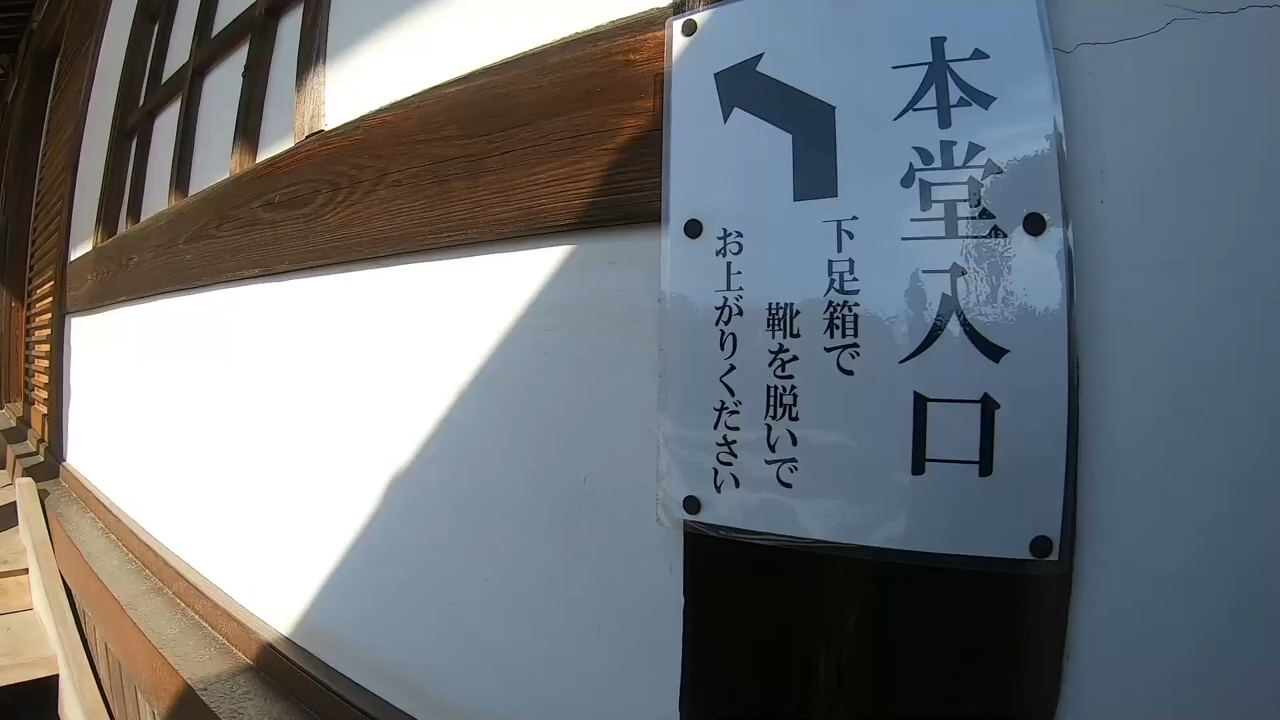 本堂入口
下足箱で
靴を脱いで
お上がりください